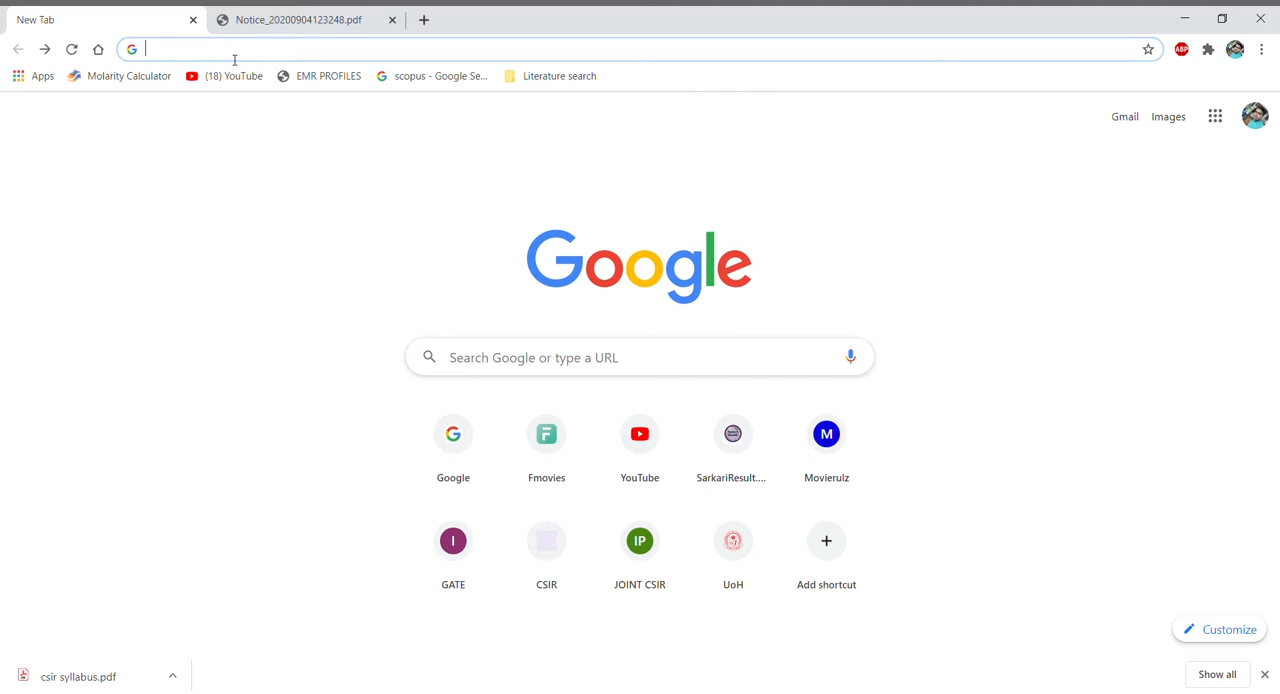 New Tab
Notice_20200904123248.pdf
Apps
Molarity Calculator
(18) YouTube
EMR PROFILES
scopus - Google Se...
Literature search
ABP
Gmail
Images
Google
Search Google or type a URL
Google
Fmovies
YouTube
SarkariResult....
M
Movierulz
I
GATE
CSIR
IP
JOINT CSIR
UoH
Add shortcut
Customize
csir syllabus.pdf
Show all